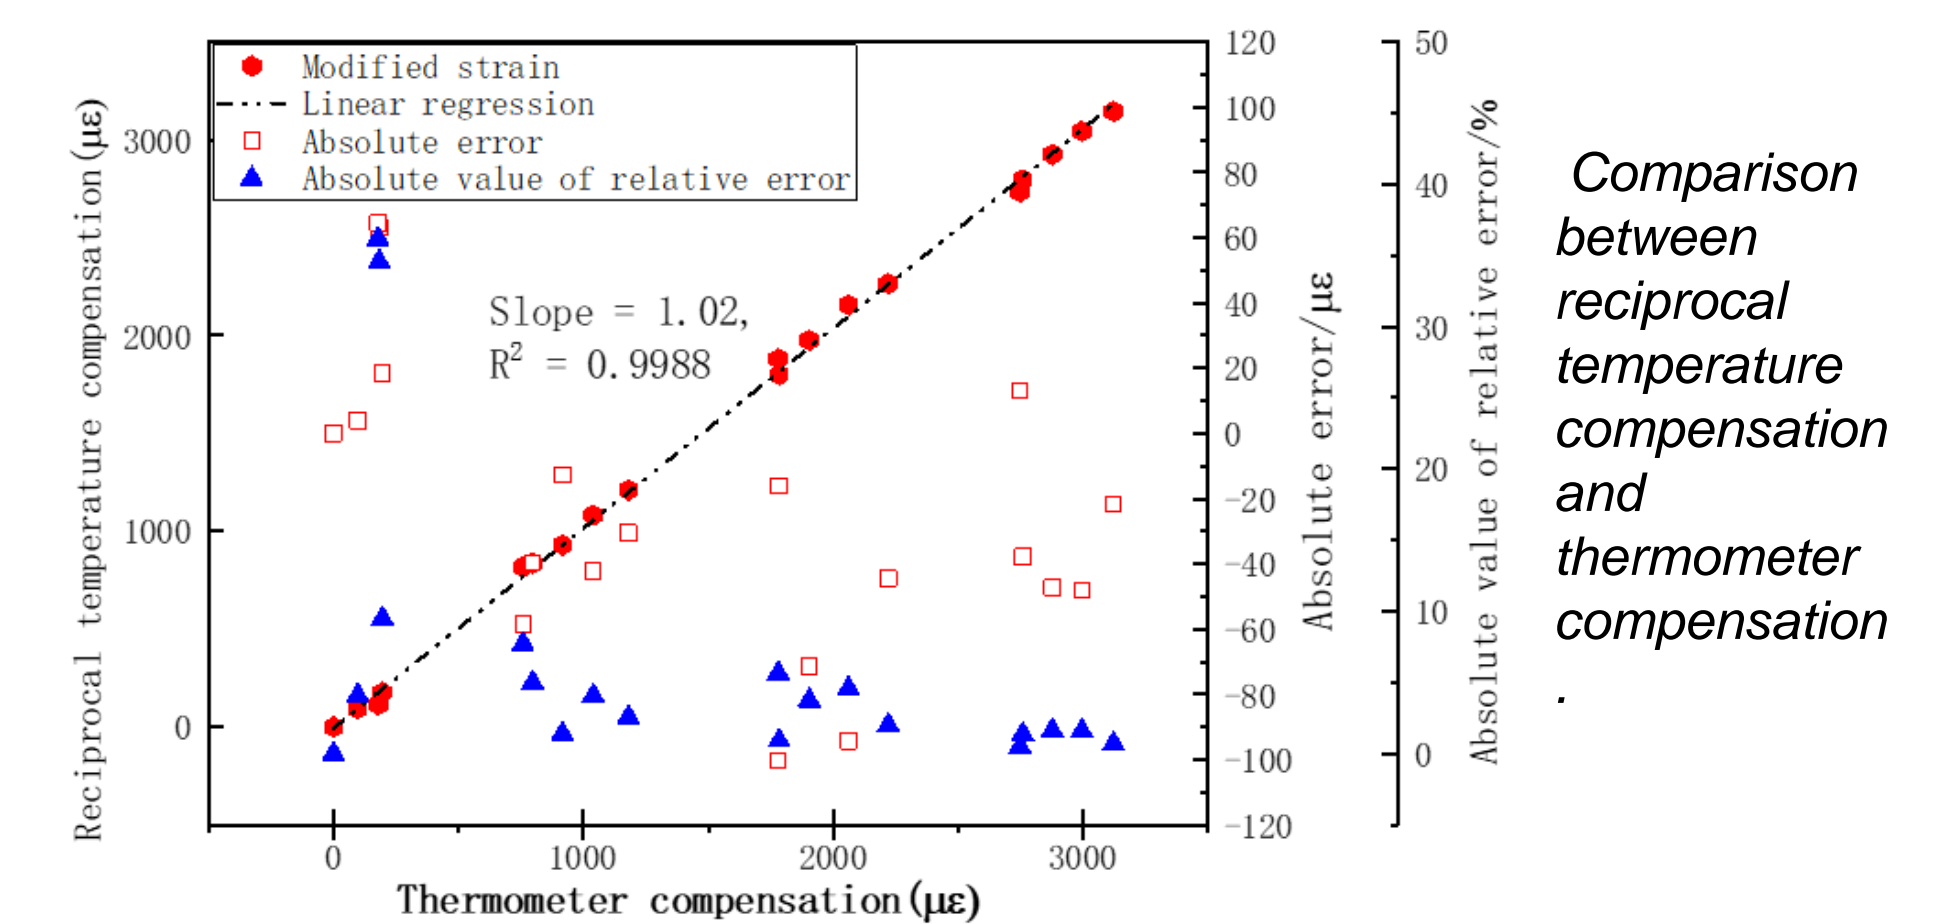 Modified strain
Linear regression
Absolute error
Absolute value of relative error
Slope = 1.02,
R² = 0.9988
Reciprocal temperature compensation(με)
3000
2000
1000
0
0
1000
2000
3000
Thermometer compensation(με)
120
100
80
60
40
20
0
-20
-40
-60
-80
-100
-120
Absolute error/με
50
40
30
20
10
0
Absolute value of relative error/%
Comparison
between
reciprocal
temperature
compensation
and
thermometer
compensation
.